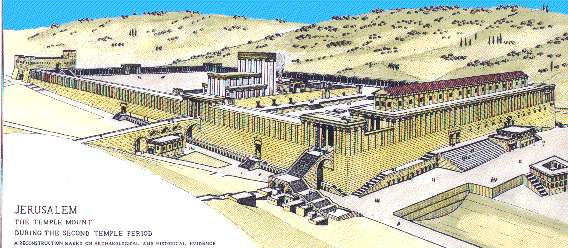 JERUSALEM
THE TEMPLE MOUNT
DURING THE SECOND TEMPLE PERIOD
A RECONSTRUCTION BASED ON ARCHAEOLOGICAL AND HISTORICAL EVIDENCE